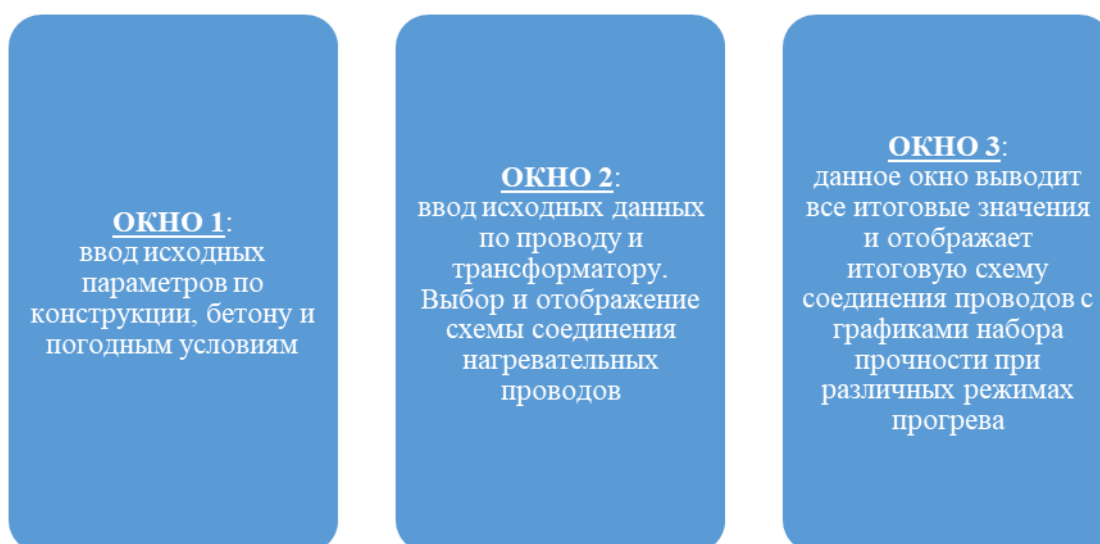 ОКНО 1:
ввод исходных
параметров по
конструкции, бетону и
погодным условиям
ОКНО 2:
ввод исходных данных
по проводу и
трансформатору.
Выбор и отображение
схемы соединения
нагревательных
проводов
ОКНО 3:
данное окно выводит
все итоговые значения
и отображает
итоговую схему
соединения проводов с
графиками набора
прочности при
различных режимах
прогрева